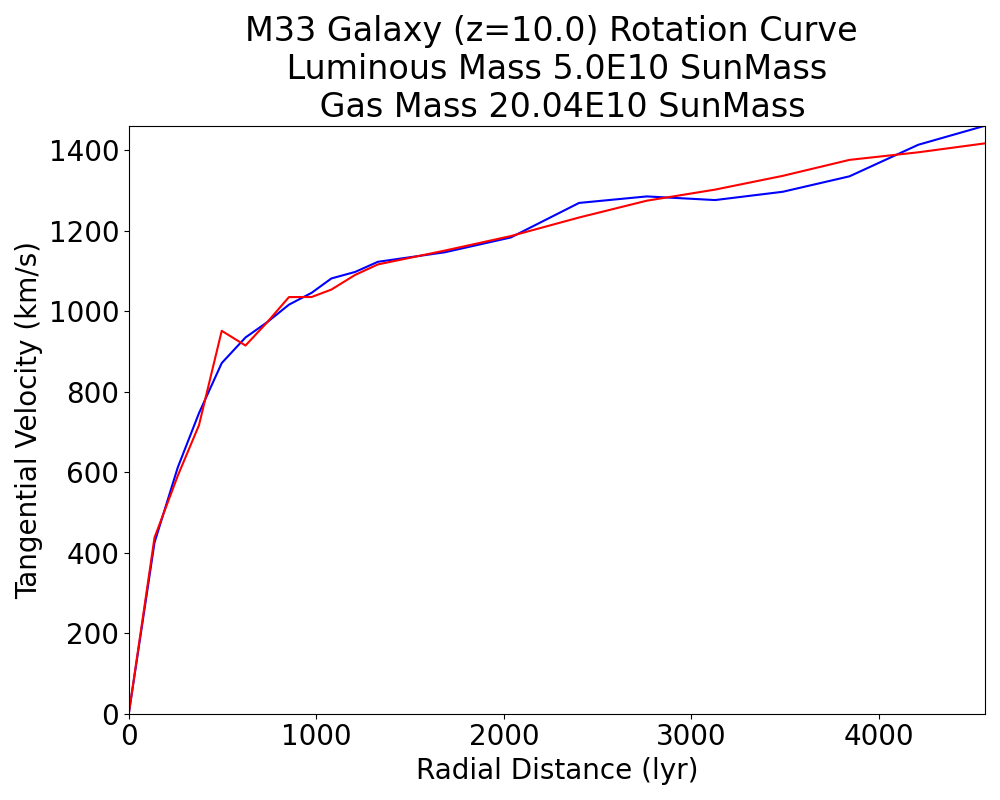 M33 Galaxy (z=10.0) Rotation Curve
Luminous Mass 5.0E10 SunMass
Gas Mass 20.04E10 SunMass
1400
1200
1000
800
600
400
200
0
Tangential Velocity (km/s)
0 1000 2000 3000 4000
Radial Distance (lyr)